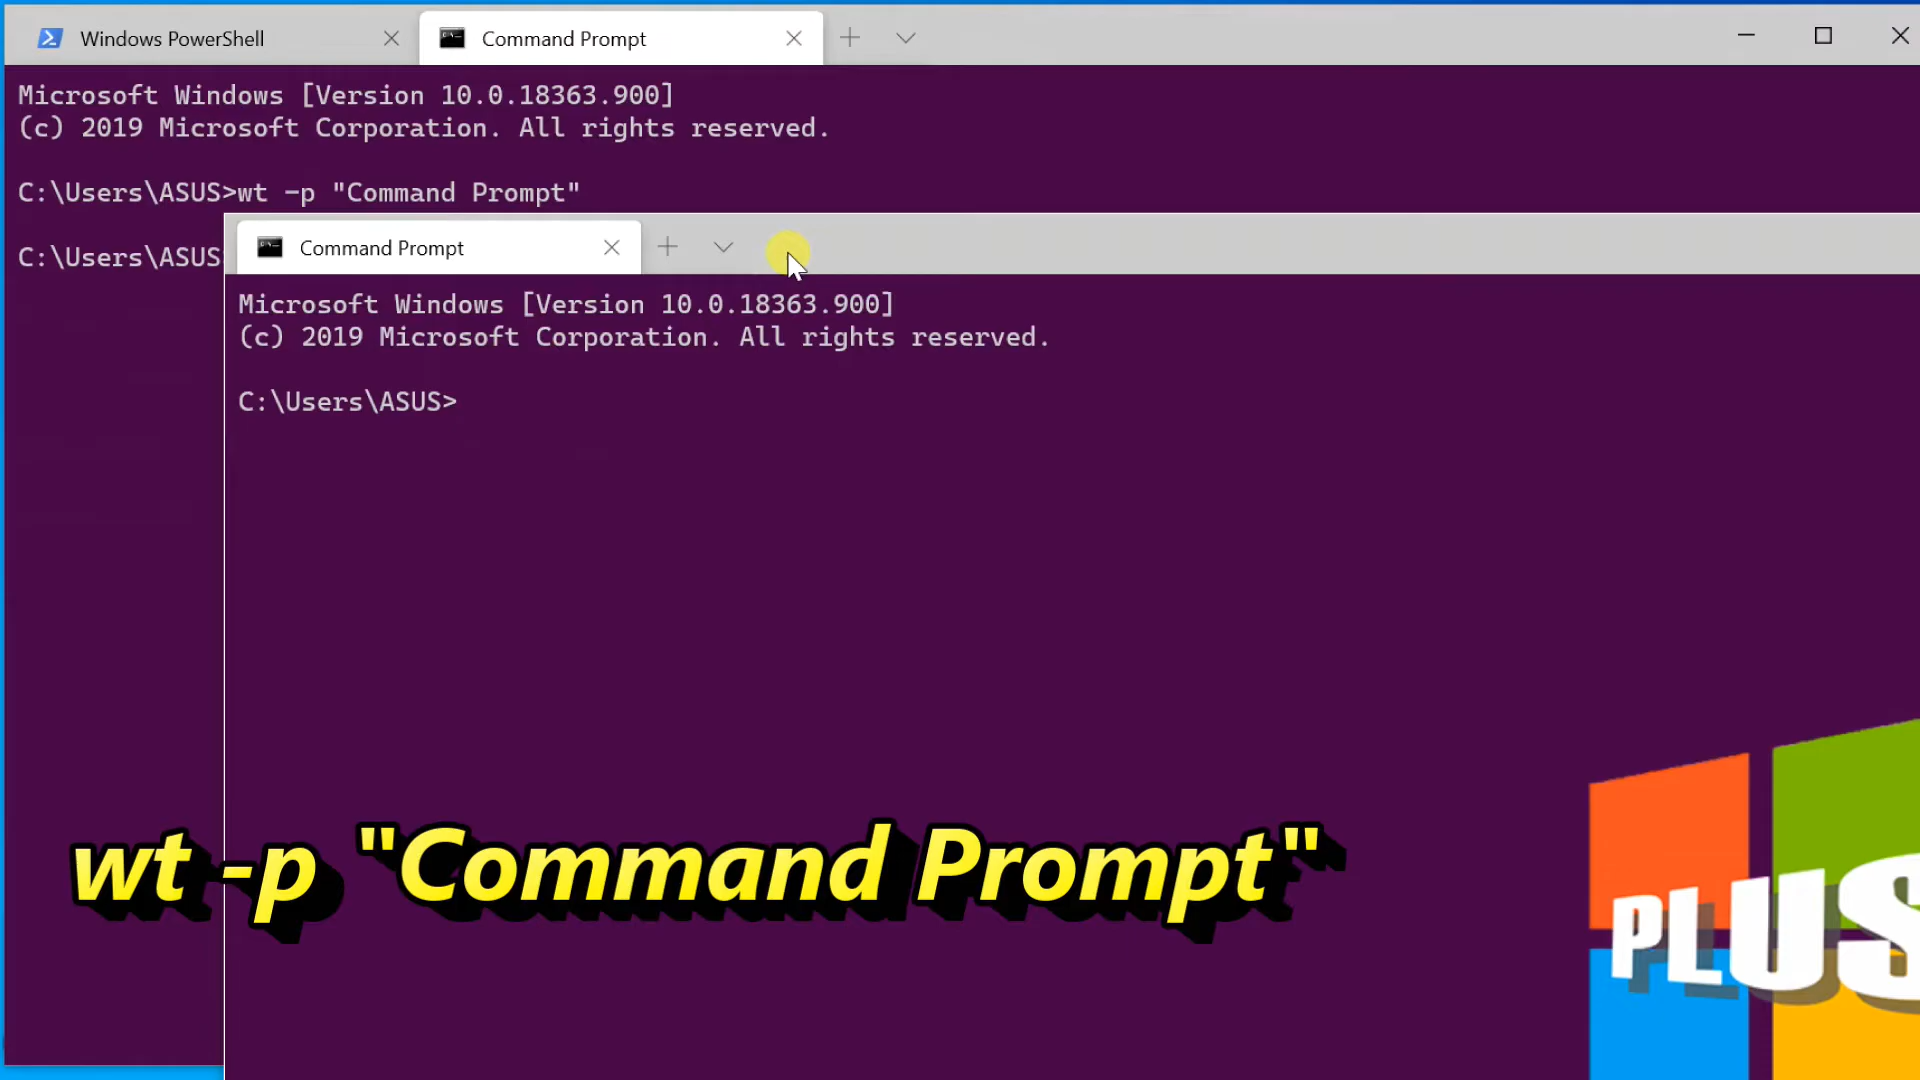 Windows PowerShell
Command Prompt
Microsoft Windows [Version 10.0.18363.900]
(c) 2019 Microsoft Corporation. All rights reserved.
C:\Users\ASUS>wt -p "Command Prompt"
C:\Users\ASUS
Command Prompt
Microsoft Windows [Version 10.0.18363.900]
(c) 2019 Microsoft Corporation. All rights reserved.
C:\Users\ASUS>
wt -p "Command Prompt"
PLUS